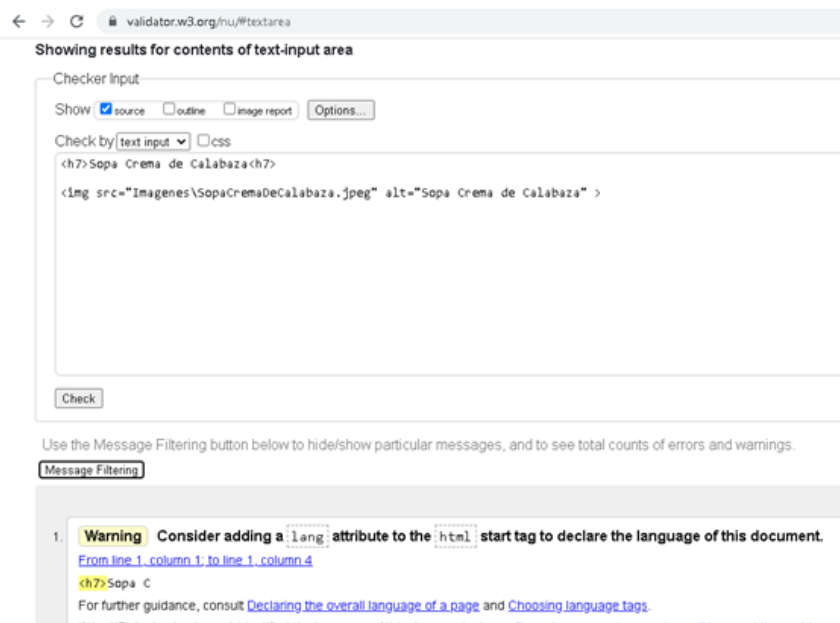 validator.w3.org/nu/#textarea
Showing results for contents of text-input area
Checker Input
Show source outline image report Options...
Check by text input css
<h7>Sopa Crema de Calabaza<h7>
<img src="Imagenes\SopaCremaDeCalabaza.jpeg" alt="Sopa Crema de Calabaza" >
Check
Use the Message Filtering button below to hide/show particular messages, and to see total counts of errors and warnings.
Message Filtering
1. Warning Consider adding a lang attribute to the html start tag to declare the language of this document.
From line 1, column 1; to line 1, column 4
<h7>Sopa C
For further guidance, consult Declaring the overall language of a page and Choosing language tags.